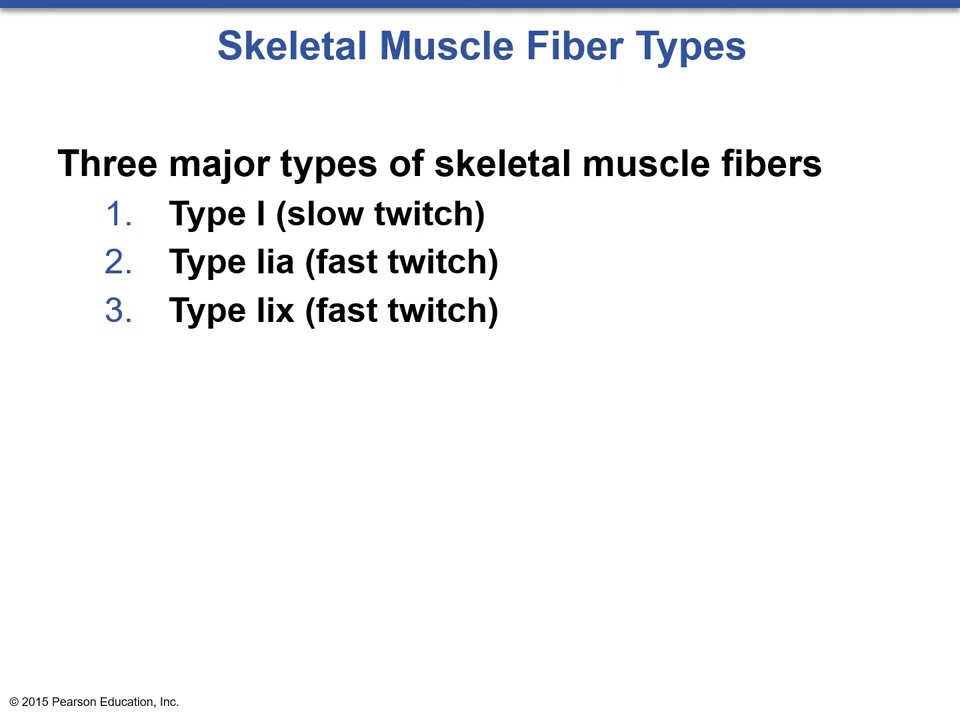 Skeletal Muscle Fiber Types
Three major types of skeletal muscle fibers
1. Type I (slow twitch)
2. Type Iia (fast twitch)
3. Type Iix (fast twitch)
© 2015 Pearson Education, Inc.